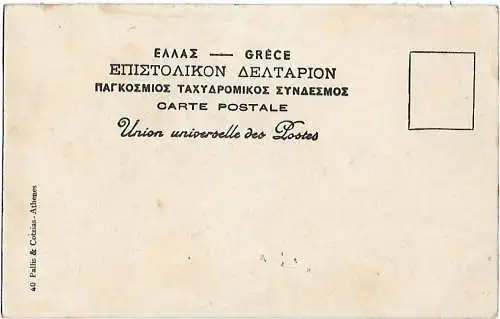 ΕΛΛΑΣ — GRÈCE
ΕΠΙΣΤΟΛΙΚΟΝ ΔΕΛΤΑΡΙΟΝ
ΠΑΓΚΟΣΜΙΟΣ ΤΑΧΥΔΡΟΜΙΚΟΣ ΣΥΝΔΕΣΜΟΣ
CARTE POSTALE
Union universelle des Postes
40 Pallis & Cotzias - Athenes